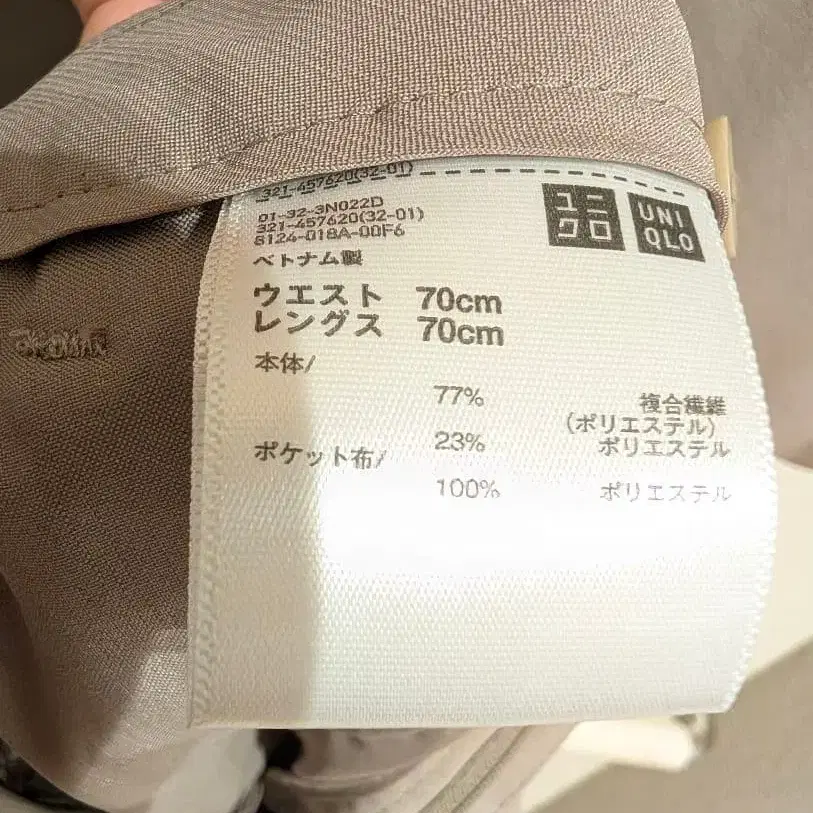 321-457620(32-01)
01-32-3N022D
321-457620(32-01)
8124-018A-00F6
ユニ
クロ
UNI
QLO
ベトナム製
ウエスト 70cm
レングス 70cm
本体/
77% 複合繊維
(ポリエステル)
23% ポリエステル
ポケット布/
100% ポリエステル